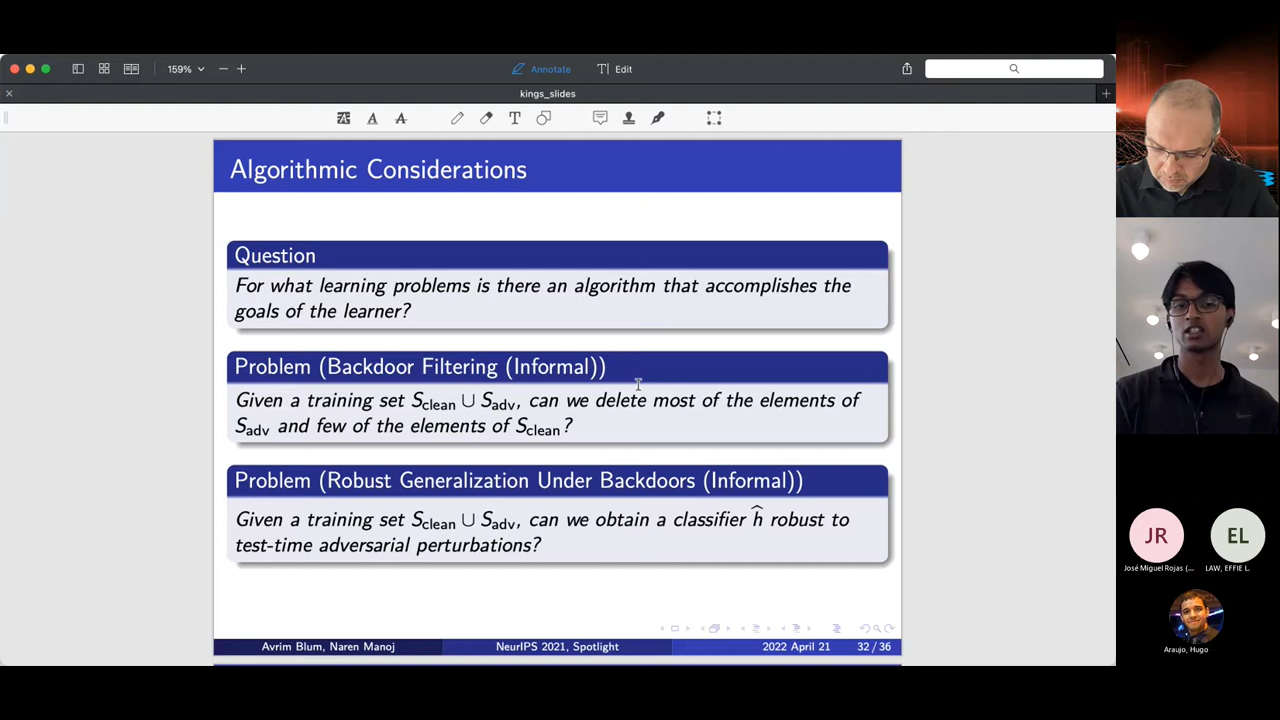 159%
Annotate
Edit
kings_slides
Algorithmic Considerations
Question
For what learning problems is there an algorithm that accomplishes the
goals of the learner?
Problem (Backdoor Filtering (Informal))
Given a training set S_clean ∪ S_adv, can we delete most of the elements of
S_adv and few of the elements of S_clean?
Problem (Robust Generalization Under Backdoors (Informal))
Given a training set S_clean ∪ S_adv, can we obtain a classifier ĥ robust to
test-time adversarial perturbations?
Avrim Blum, Naren Manoj
NeurIPS 2021, Spotlight
2022 April 21
32 / 36
JR
EL
José Miguel Rojas (...
LAW, EFFIE L.
Araujo, Hugo